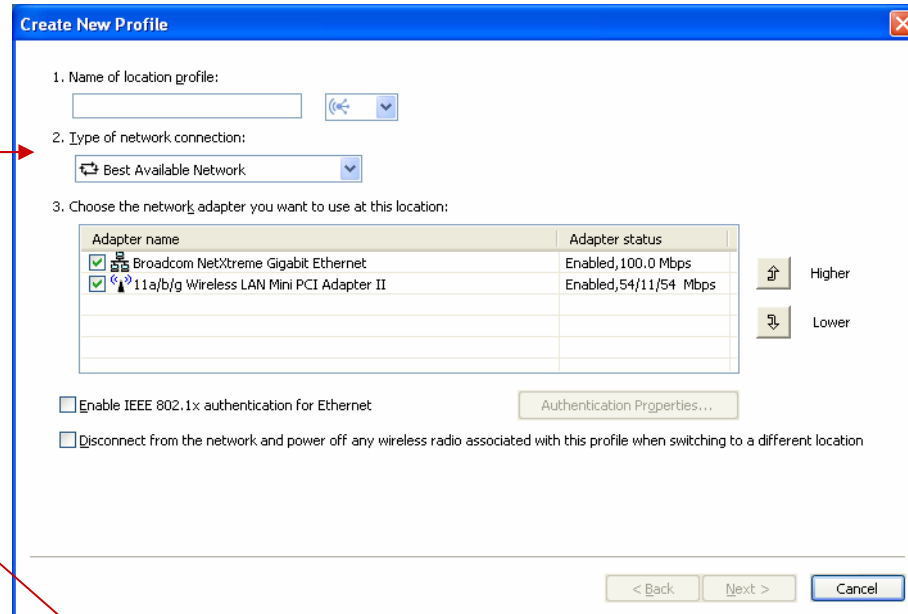 Create New Profile
1. Name of location profile:
2. Type of network connection:
Best Available Network
3. Choose the network adapter you want to use at this location:
Adapter name Adapter status
Broadcom NetXtreme Gigabit Ethernet Enabled,100.0 Mbps
11a/b/g Wireless LAN Mini PCI Adapter II Enabled,54/11/54 Mbps
Higher
Lower
Enable IEEE 802.1x authentication for Ethernet Authentication Properties...
Disconnect from the network and power off any wireless radio associated with this profile when switching to a different location
< Back Next > Cancel